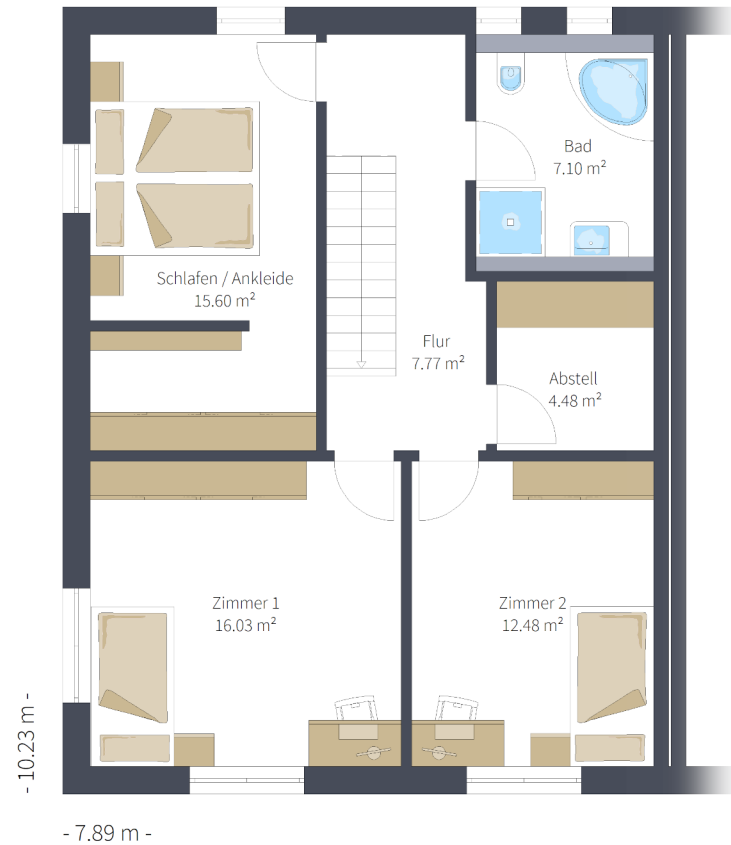 Bad
7.10 m²
Schlafen / Ankleide
15.60 m²
Flur
7.77 m²
Abstell
4.48 m²
Zimmer 1
16.03 m²
Zimmer 2
12.48 m²
- 10.23 m -
- 7.89 m -